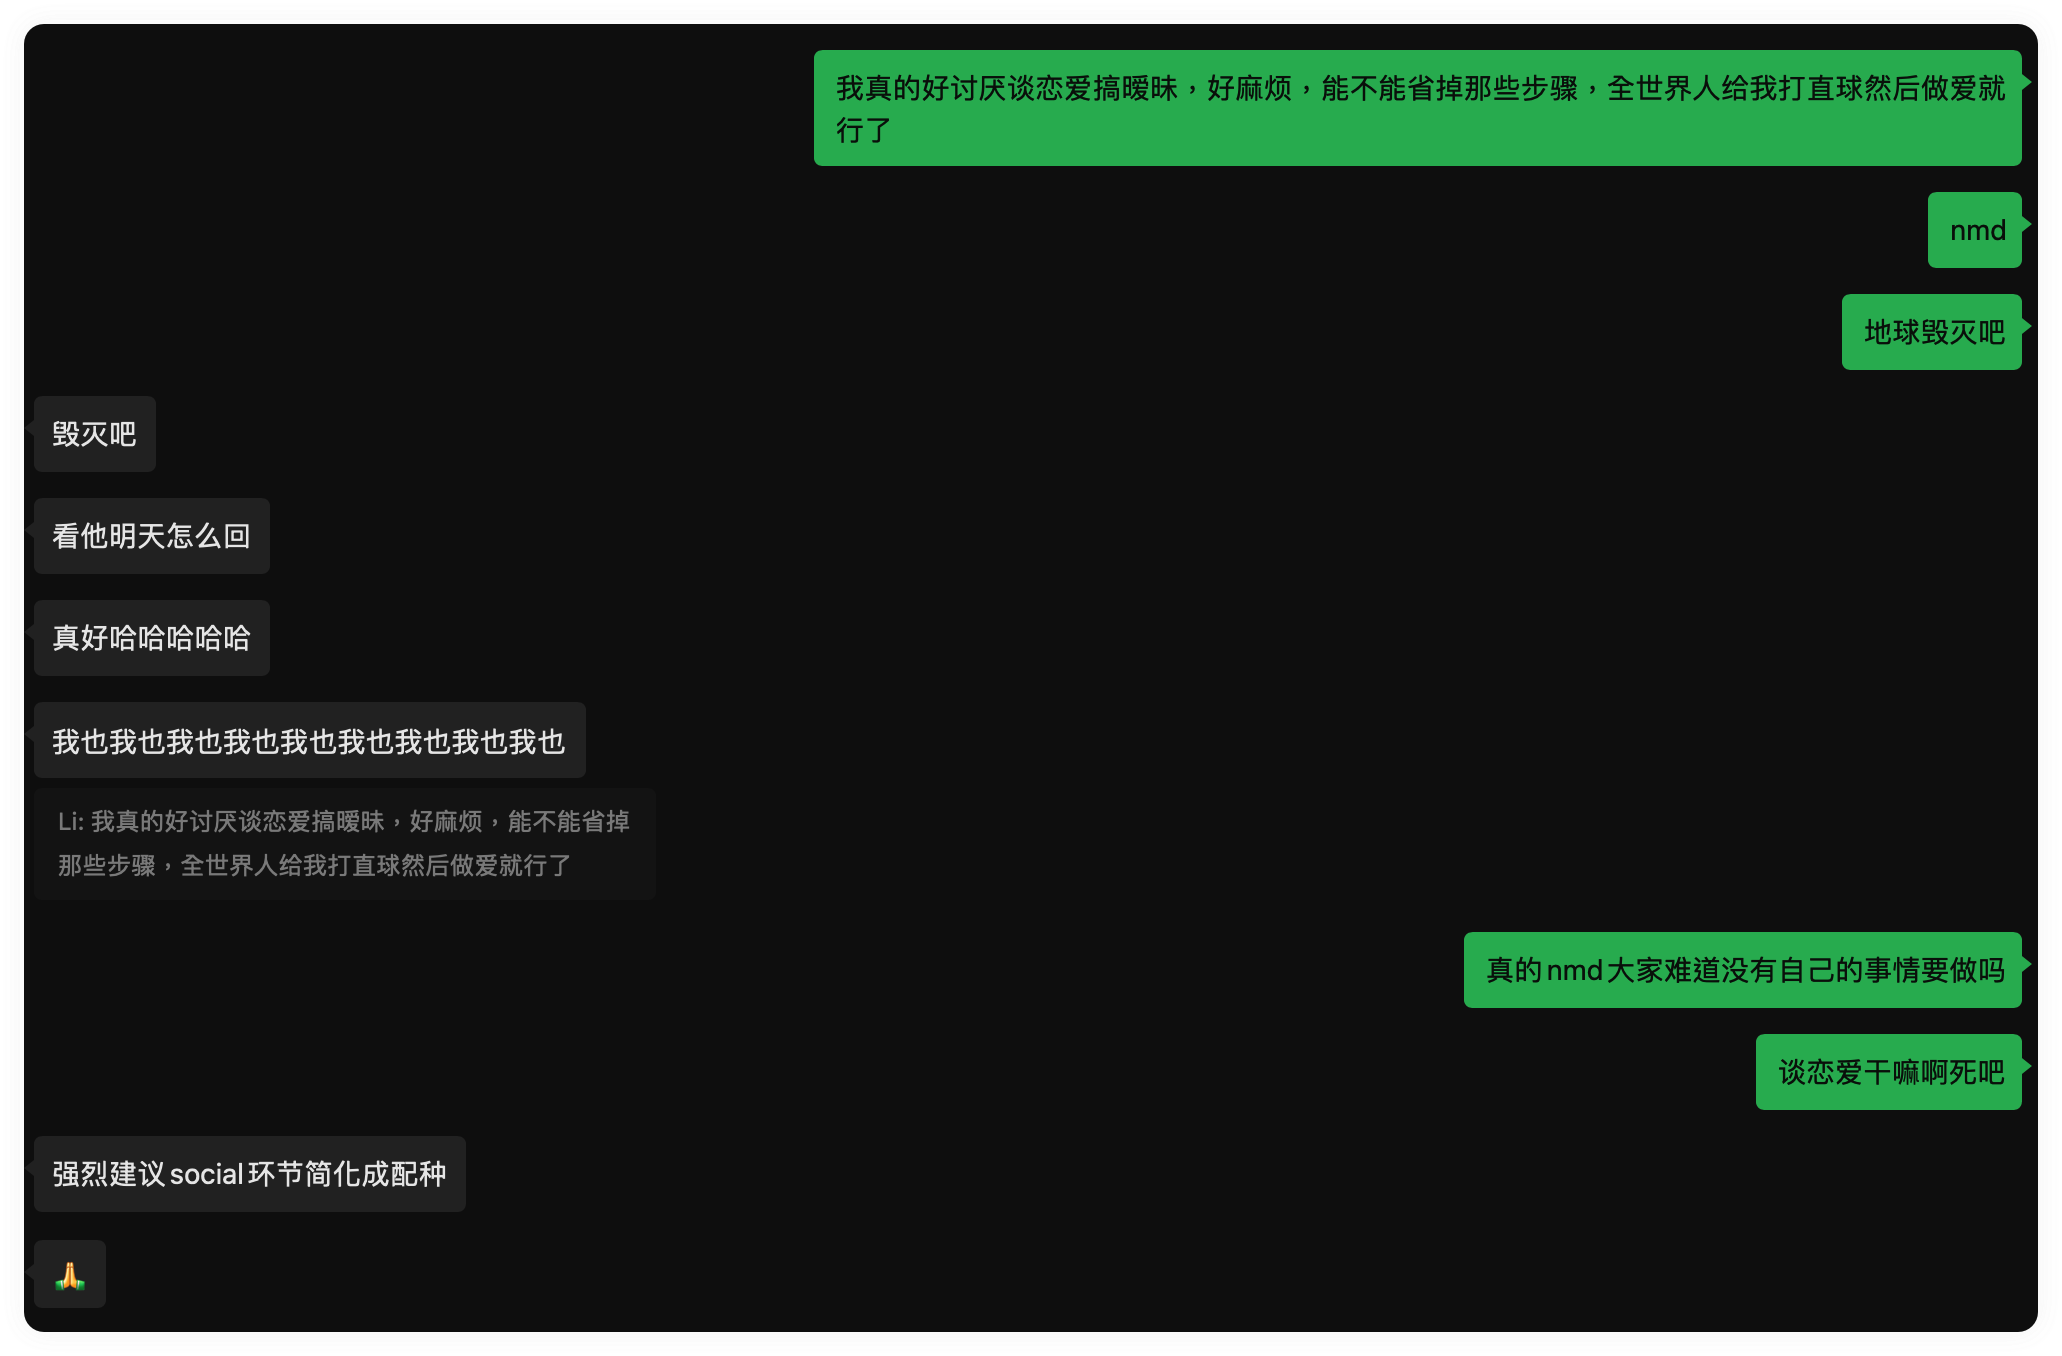 我真的好讨厌谈恋爱搞暧昧，好麻烦，能不能省掉那些步骤，全世界人给我打直球然后做爱就
行了
nmd
地球毁灭吧
毁灭吧
看他明天怎么回
真好哈哈哈哈哈
我也我也我也我也我也我也我也我也我也
Li: 我真的好讨厌谈恋爱搞暧昧，好麻烦，能不能省掉
那些步骤，全世界人给我打直球然后做爱就行了
真的nmd大家难道没有自己的事情要做吗
谈恋爱干嘛啊死吧
强烈建议social环节简化成配种
🙏